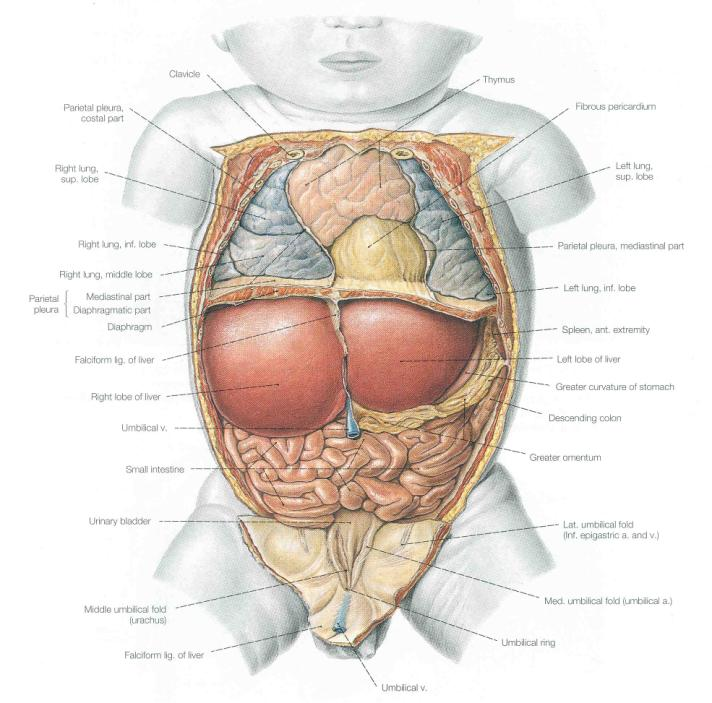 Clavicle
Parietal pleura,
costal part
Right lung,
sup. lobe
Right lung, inf. lobe
Right lung, middle lobe
Parietal
pleura
Mediastinal part
Diaphragmatic part
Diaphragm
Falciform lig. of liver
Right lobe of liver
Umbilical v.
Small intestine
Urinary bladder
Middle umbilical fold
(urachus)
Falciform lig. of liver
Thymus
Fibrous pericardium
Left lung,
sup. lobe
Parietal pleura, mediastinal part
Left lung, inf. lobe
Spleen, ant. extremity
Left lobe of liver
Greater curvature of stomach
Descending colon
Greater omentum
Lat. umbilical fold
(Inf. epigastric a. and v.)
Med. umbilical fold (umbilical a.)
Umbilical ring
Umbilical v.